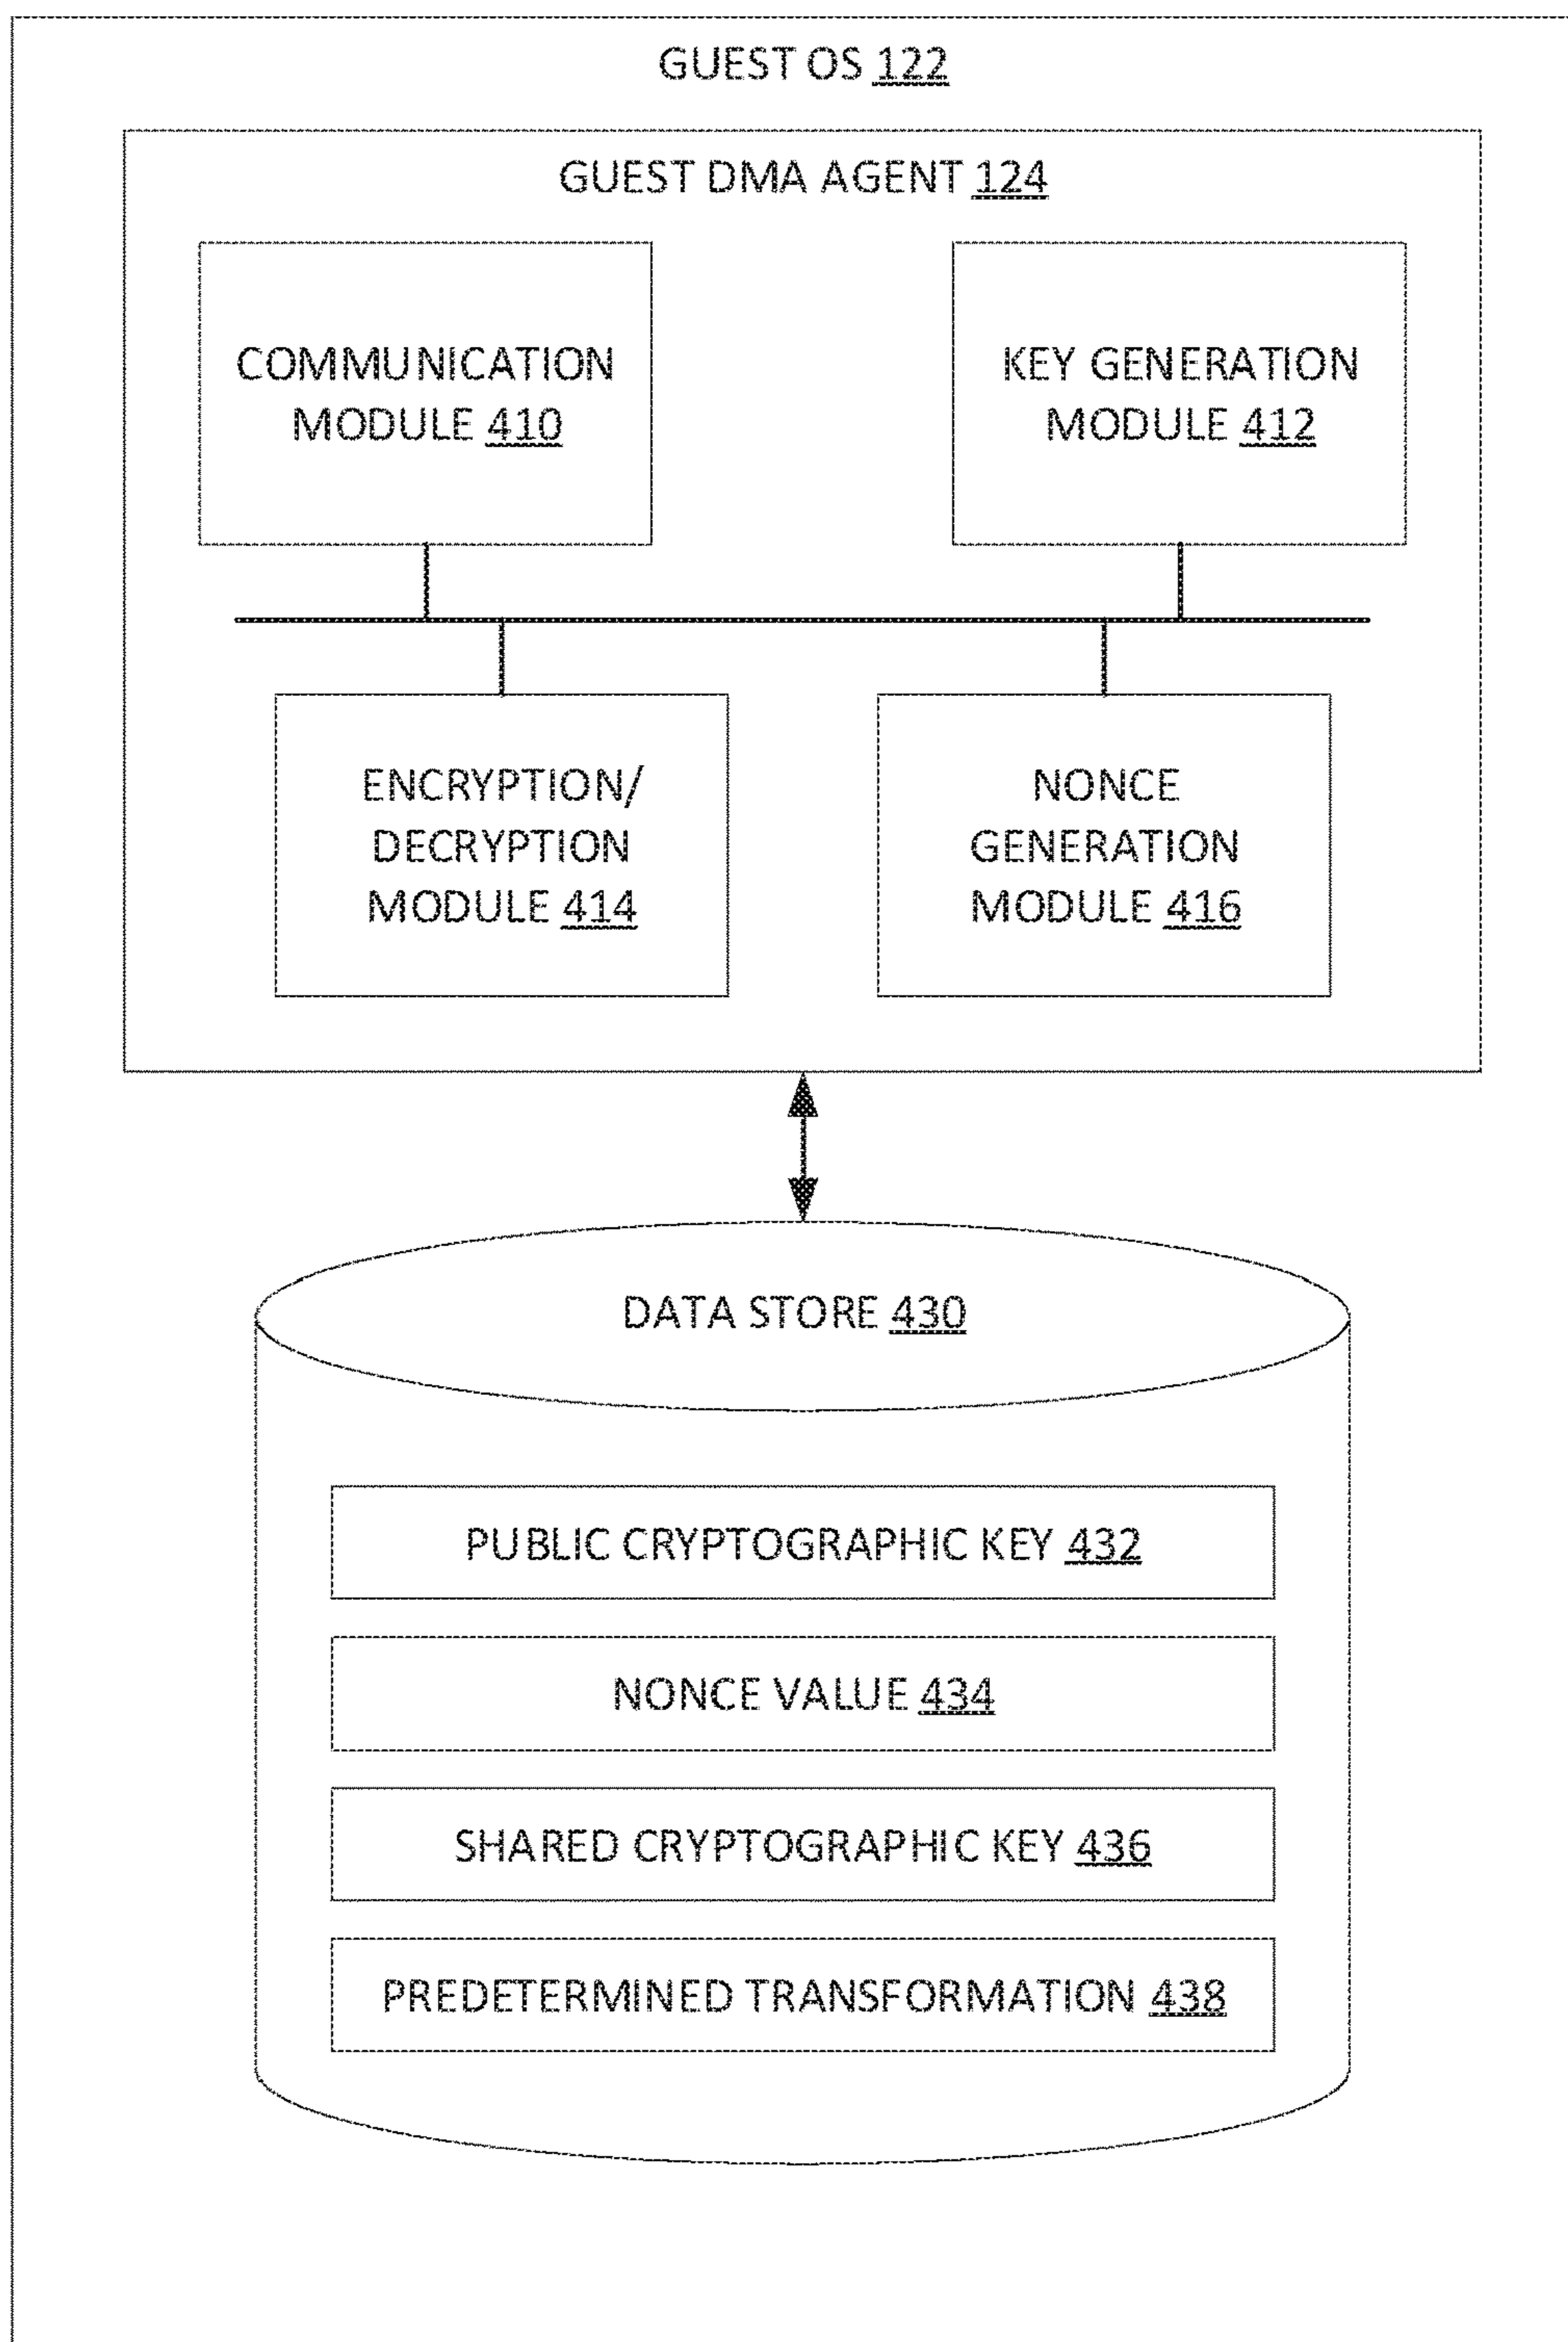 GUEST OS 122
GUEST DMA AGENT 124
COMMUNICATION
MODULE 410
KEY GENERATION
MODULE 412
ENCRYPTION/
DECRYPTION
MODULE 414
NONCE
GENERATION
MODULE 416
DATA STORE 430
PUBLIC CRYPTOGRAPHIC KEY 432
NONCE VALUE 434
SHARED CRYPTOGRAPHIC KEY 436
PREDETERMINED TRANSFORMATION 438